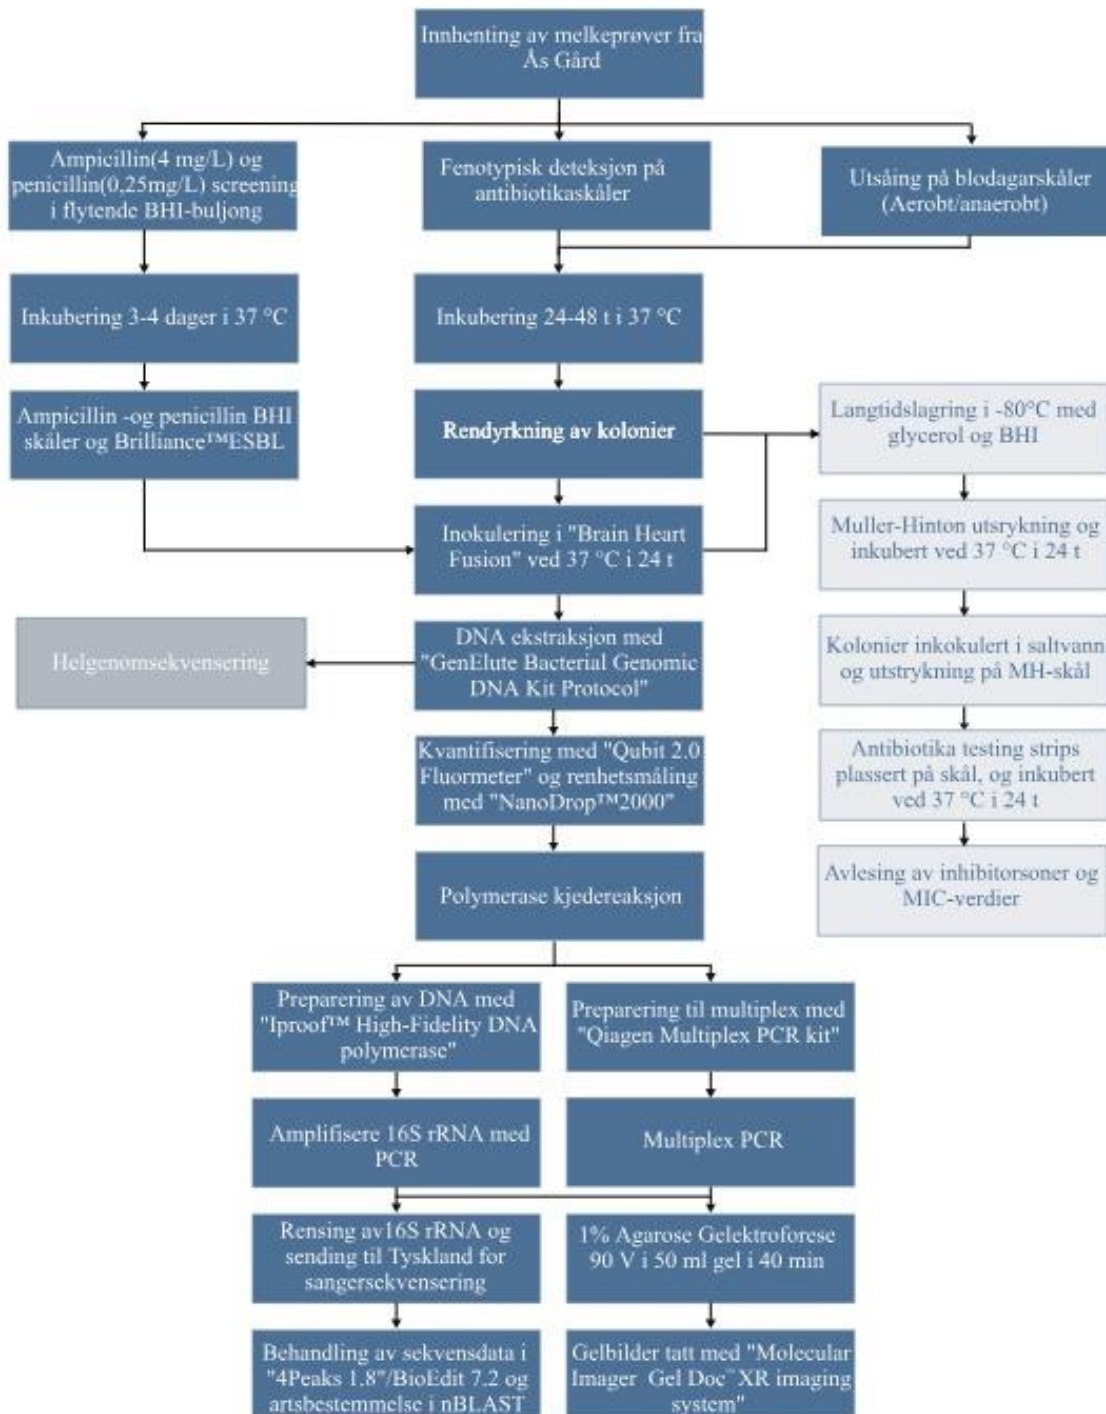 Innhenting av melkeprøver fra
Ås Gård
Ampicillin(4 mg/L) og
penicillin(0,25mg/L) screening
i flytende BHI-buljong
Fenotypisk deteksjon på
antibiotikaskåler
Utsåing på blodagarskåler
(Aerobt/anaerobt)
Inkubering 3-4 dager i 37 °C
Inkubering 24-48 t i 37 °C
Ampicillin -og penicillin BHI
skåler og Brilliance™ESBL
Rendyrkning av kolonier
Langtidslagring i -80°C med
glycerol og BHI
Inokulering i "Brain Heart
Fusion" ved 37 °C i 24 t
Muller-Hinton utsrykning og
inkubert ved 37 °C i 24 t
Helgenomsekvensering
DNA ekstraksjon med
"GenElute Bacterial Genomic
DNA Kit Protocol"
Kolonier inkokulert i saltvann
og utstrykning på MH-skål
Kvantifisering med "Qubit 2.0
Fluormeter" og renhetsmåling
med "NanoDrop™2000"
Antibiotika testing strips
plassert på skål, og inkubert
ved 37 °C i 24 t
Polymerase kjedereaksjon
Avlesing av inhibitorsoner og
MIC-verdier
Preparering av DNA med
"Iproof™ High-Fidelity DNA
polymerase"
Preparering til multiplex med
"Qiagen Multiplex PCR kit"
Amplifisere 16S rRNA med
PCR
Multiplex PCR
Rensing av16S rRNA og
sending til Tyskland for
sangersekvensering
1% Agarose Gelektroforese
90 V i 50 ml gel i 40 min
Behandling av sekvensdata i
"4Peaks 1.8"/BioEdit 7.2 og
artsbestemmelse i nBLAST
Gelbilder tatt med "Molecular
Imager Gel Doc™XR imaging
system"